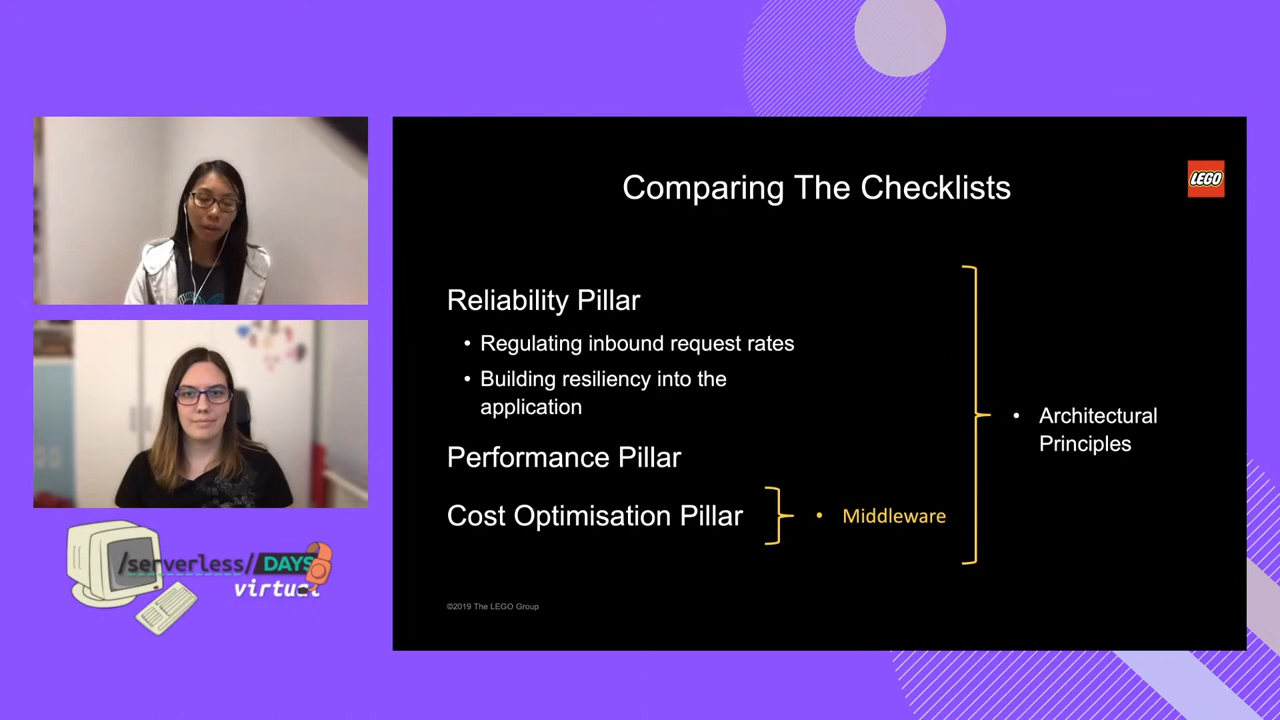 Comparing The Checklists
LEGO
Reliability Pillar
• Regulating inbound request rates
• Building resiliency into the
application
Performance Pillar
Cost Optimisation Pillar
• Middleware
• Architectural
Principles
©2019 The LEGO Group
/serverless/DAYS
virtual